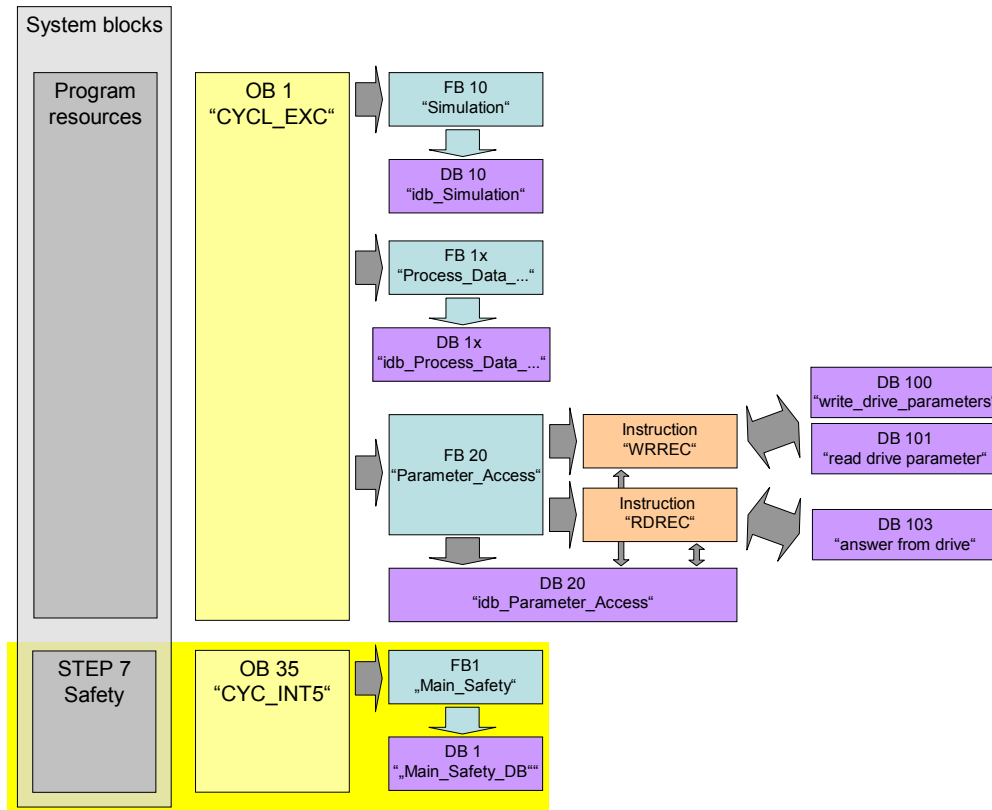 System blocks
Program
resources
OB 1
“CYCL_EXC“
FB 10
“Simulation“
DB 10
“idb_Simulation“
FB 1x
“Process_Data_...“
DB 1x
“idb_Process_Data_...“
FB 20
“Parameter_Access“
Instruction
“WRREC“
Instruction
“RDREC“
DB 100
“write_drive_parameters“
DB 101
“read drive parameter“
DB 103
“answer from drive“
DB 20
“idb_Parameter_Access“
STEP 7
Safety
OB 35
“CYC_INT5“
FB1
„Main_Safety“
DB 1
“„Main_Safety_DB““